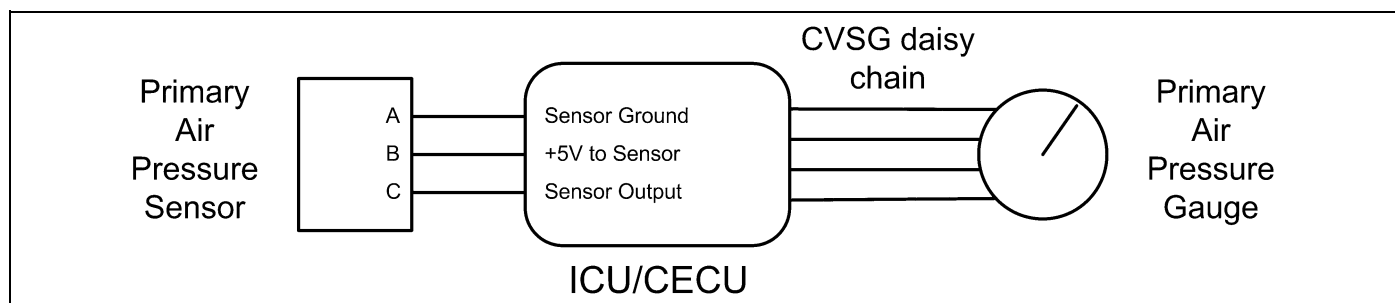 CVSG daisy
chain
Primary
Air
Pressure
Sensor
A
B
C
Sensor Ground
+5V to Sensor
Sensor Output
Primary
Air
Pressure
Gauge
ICU/CECU